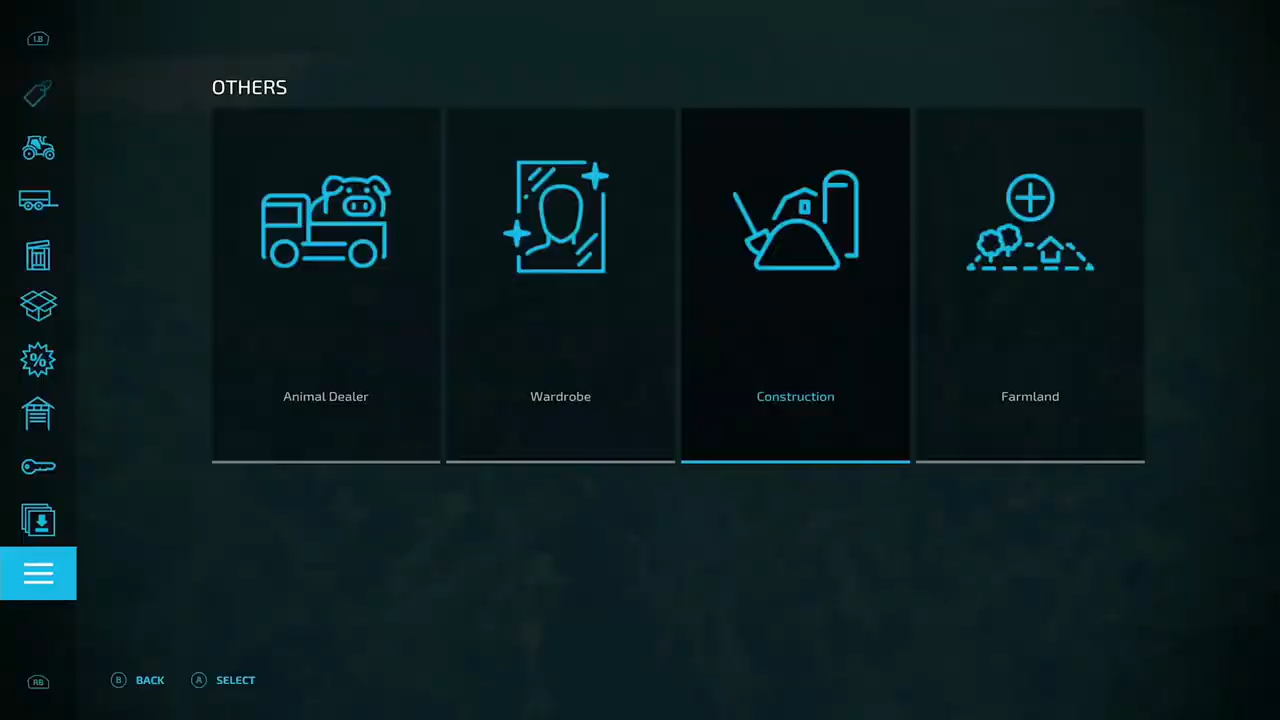 LB
OTHERS
%
Animal Dealer
Wardrobe
Construction
Farmland
RB
B BACK
A SELECT